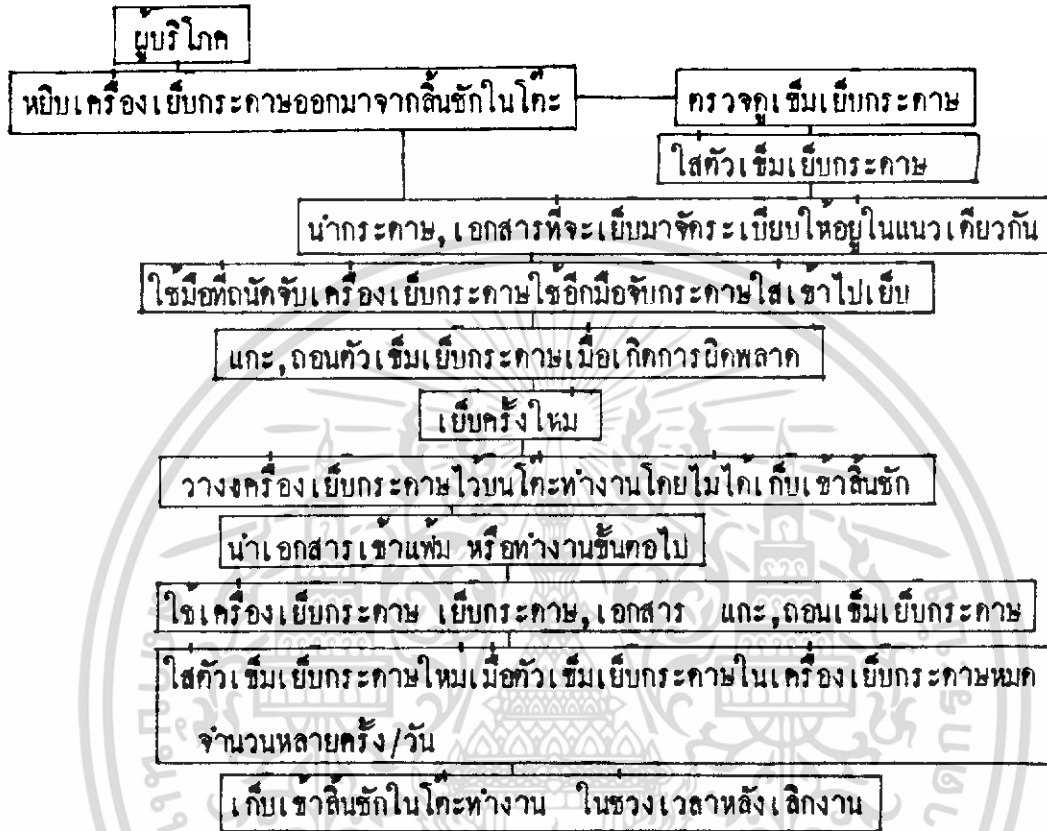 ผู้บริโภค
หยิบเครื่องเย็บกระดาษออกมาจากลิ้นชักในโต๊ะ
ตรวจดูเข็มเย็บกระดาษ
ใส่ตัวเข็มเย็บกระดาษ
นำกระดาษ,เอกสารที่จะเย็บมาจัดระเบียบให้อยู่ในแนวเดียวกัน
ใช้มือที่ถนัดจับเครื่องเย็บกระดาษใช้อีกมือจับกระดาษใส่เข้าไปเย็บ
แกะ,ถอนตัวเข็มเย็บกระดาษเมื่อเกิดการผิดพลาด
เย็บครั้งใหม่
วางเครื่องเย็บกระดาษไว้บนโต๊ะทำงานโดยไม่ได้เก็บเข้าลิ้นชัก
นำเอกสารเข้าแฟ้ม หรือทำงานขั้นต่อไป
ใช้เครื่องเย็บกระดาษ เย็บกระดาษ,เอกสาร แกะ,ถอนเข็มเย็บกระดาษ
ใส่ตัวเข็มเย็บกระดาษใหม่เมื่อตัวเข็มเย็บกระดาษในเครื่องเย็บกระดาษหมด
จำนวนหลายครั้ง/วัน
เก็บเข้าลิ้นชักในโต๊ะทำงาน ในช่วงเวลาหลังเลิกงาน